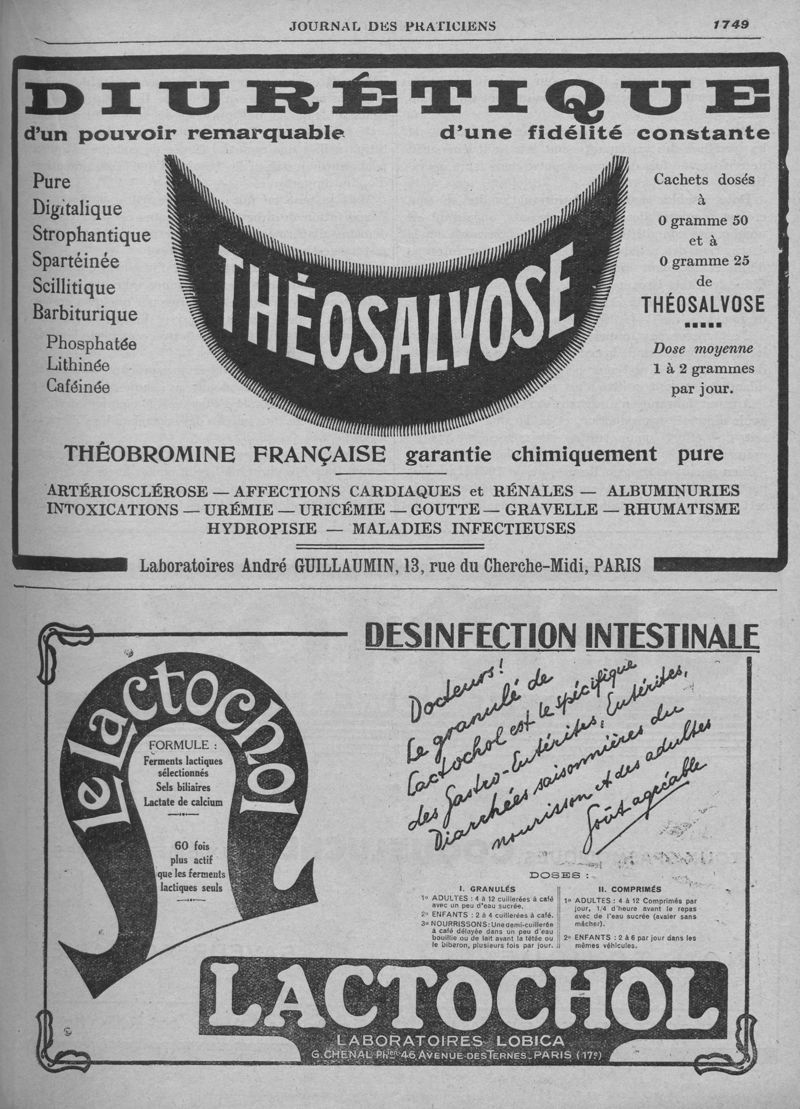 JOURNAL DES PRATICIENS 1749
DIURÉTIQUE
d'un pouvoir remarquable d'une fidélité constante
Pure
Digitalique
Strophantique
Spartéinée
Scillitique
Barbiturique
Phosphatée
Lithinée
Caféinée
THÉOSALVOSE
Cachets dosés
à
0 gramme 50
et à
0 gramme 25
de
THÉOSALVOSE
Dose moyenne
1 à 2 grammes
par jour.
THÉOBROMINE FRANÇAISE garantie chimiquement pure
ARTÉRIOSCLÉROSE — AFFECTIONS CARDIAQUES et RÉNALES — ALBUMINURIES
INTOXICATIONS — URÉMIE — URICÉMIE — GOUTTE — GRAVELLE — RHUMATISME
HYDROPISIE — MALADIES INFECTIEUSES
Laboratoires André GUILLAUMIN, 13, rue du Cherche-Midi, PARIS
DESINFECTION INTESTINALE
Le Lactochol
FORMULE :
Ferments lactiques
sélectionnés
Sels biliaires
Lactate de calcium
60 fois
plus actif
que les ferments
lactiques seuls
Docteurs!
Le granulé de
Lactochol est le spécifique
des Gastro-Entérites, Entérites,
Diarrhées saisonnières du
nourisson et des adultes
Goût agréable
DOSES :
I. GRANULÉS
1º ADULTES : 4 à 12 cuillerées à café
avec un peu d'eau sucrée.
2º ENFANTS : 2 à 4 cuillerées à café.
3º NOURRISSONS : Une demi-cuillerée
à café délayée dans un peu d'eau
bouillie ou de lait avant la tétée ou
le biberon, plusieurs fois par jour.
II. COMPRIMÉS
1º ADULTES : 4 à 12 Comprimés par
jour, 1/4 d'heure avant le repas
avec de l'eau sucrée (avaler sans
mâcher).
2º ENFANTS : 2 à 6 par jour dans les
mêmes véhicules.
LACTOCHOL
LABORATOIRES LOBICA
G. CHENAL Phien 46 AVENUE DES TERNES_PARIS (17e)